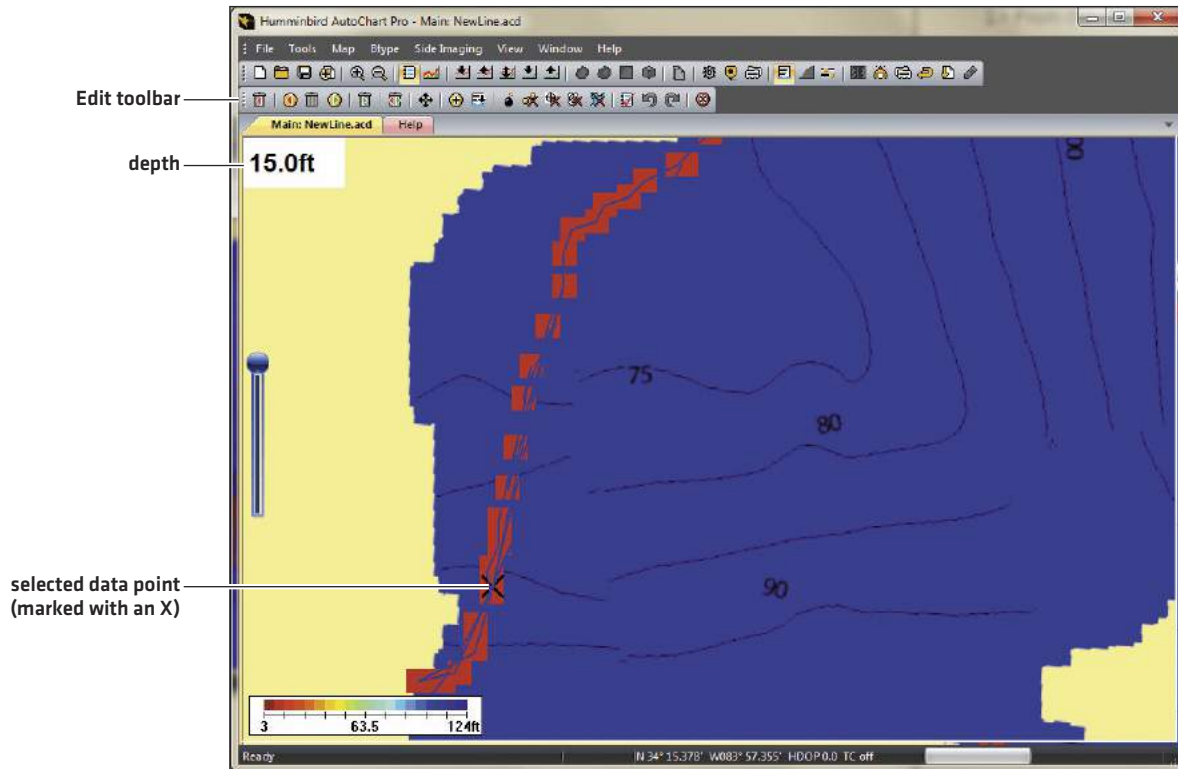 Humminbird AutoChart Pro - Main: NewLine.acd
File Tools Map Btype Side Imaging View Window Help
Edit toolbar
Main: NewLine.acd Help
depth
15.0ft
75
80
90
selected data point
(marked with an X)
3 63.5 124ft
Ready N 34° 15.378' W083° 57.355' HDOP 0.0 TC off